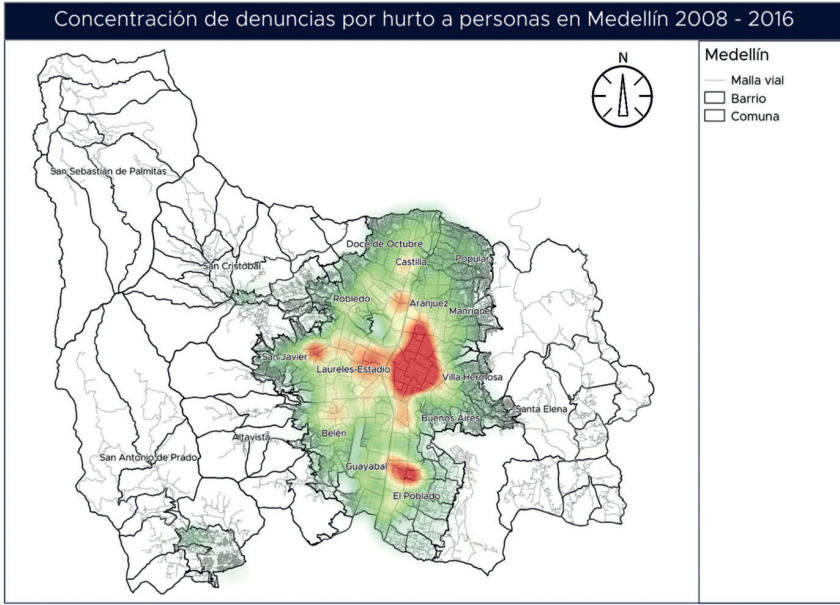 Concentración de denuncias por hurto a personas en Medellín 2008 - 2016
Medellín
Malla vial
Barrio
Comuna
N
San Sebastián de Palmitas
Doce de Octubre
Castilla
Popular
San Cristóbal
Robledo
Aranjuez
Manrique
San Javier
Laureles-Estadio
Villa Hermosa
Santa Elena
Buenos Aires
Belén
Altavista
San Antonio de Prado
Guayabal
El Poblado